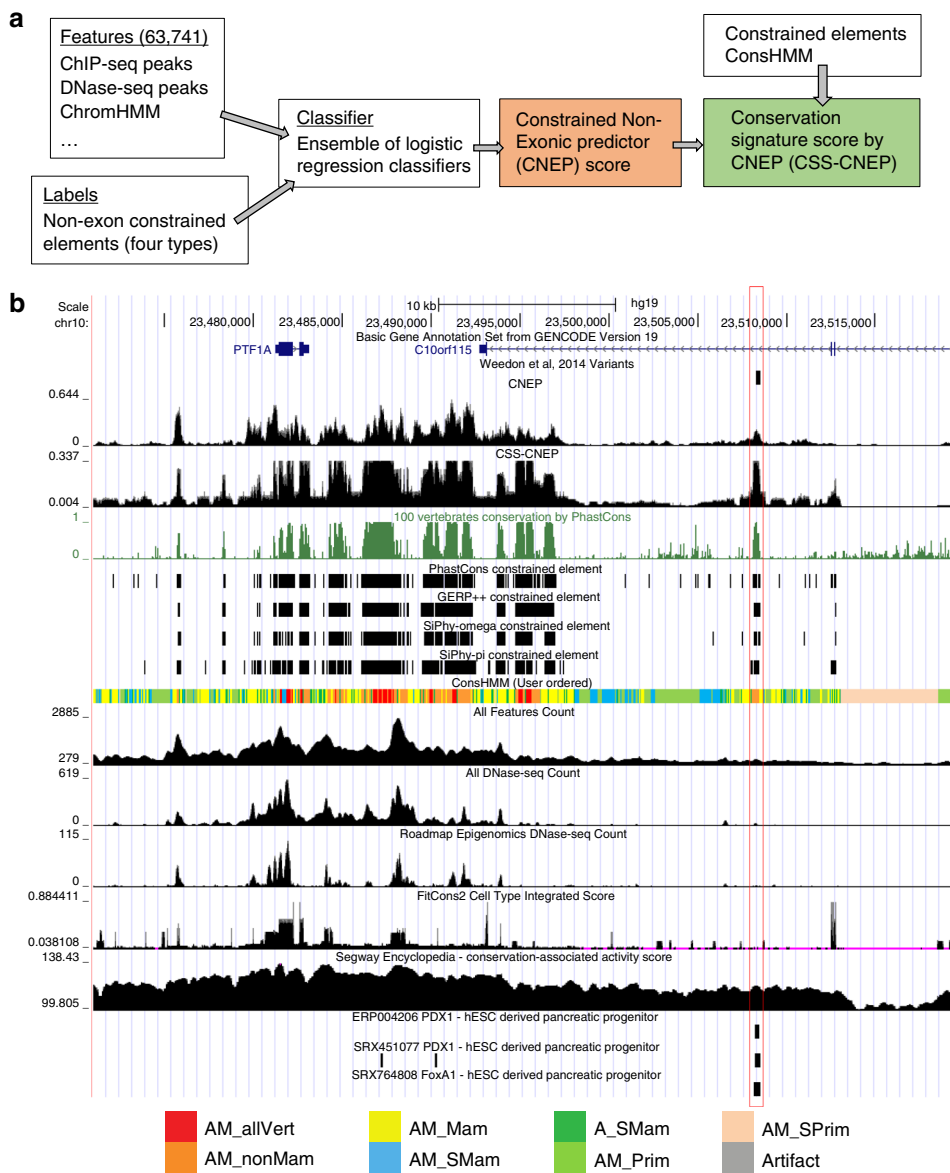 a
Features (63,741)
ChIP-seq peaks
DNase-seq peaks
ChromHMM
…
Labels
Non-exon constrained
elements (four types)
Classifier
Ensemble of logistic
regression classifiers
Constrained Non-
Exonic predictor
(CNEP) score
Constrained elements
ConsHMM
Conservation
signature score by
CNEP (CSS-CNEP)
b
Scale
10 kb
hg19
chr10:
23,480,000
23,485,000
23,490,000
23,495,000
23,500,000
23,505,000
23,510,000
23,515,000
Basic Gene Annotation Set from GENCODE Version 19
PTF1A
C10orf115
Weedon et al, 2014 Variants
CNEP
0.644 _
0 _
CSS-CNEP
0.337 _
0.004 _
100 vertebrates conservation by PhastCons
1 _
0 _
PhastCons constrained element
GERP++ constrained element
SiPhy-omega constrained element
SiPhy-pi constrained element
ConsHMM (User ordered)
2885 _
All Features Count
279 _
619 _
All DNase-seq Count
0 _
115 _
Roadmap Epigenomics DNase-seq Count
0 _
0.884411 _
FitCons2 Cell Type Integrated Score
0.038108 _
138.43 _
Segway Encyclopedia - conservation-associated activity score
99.805 _
ERP004206 PDX1 - hESC derived pancreatic progenitor
SRX451077 PDX1 - hESC derived pancreatic progenitor
SRX764808 FoxA1 - hESC derived pancreatic progenitor
AM_allVert
AM_Mam
A_SMam
AM_SPrim
AM_nonMam
AM_SMam
AM_Prim
Artifact